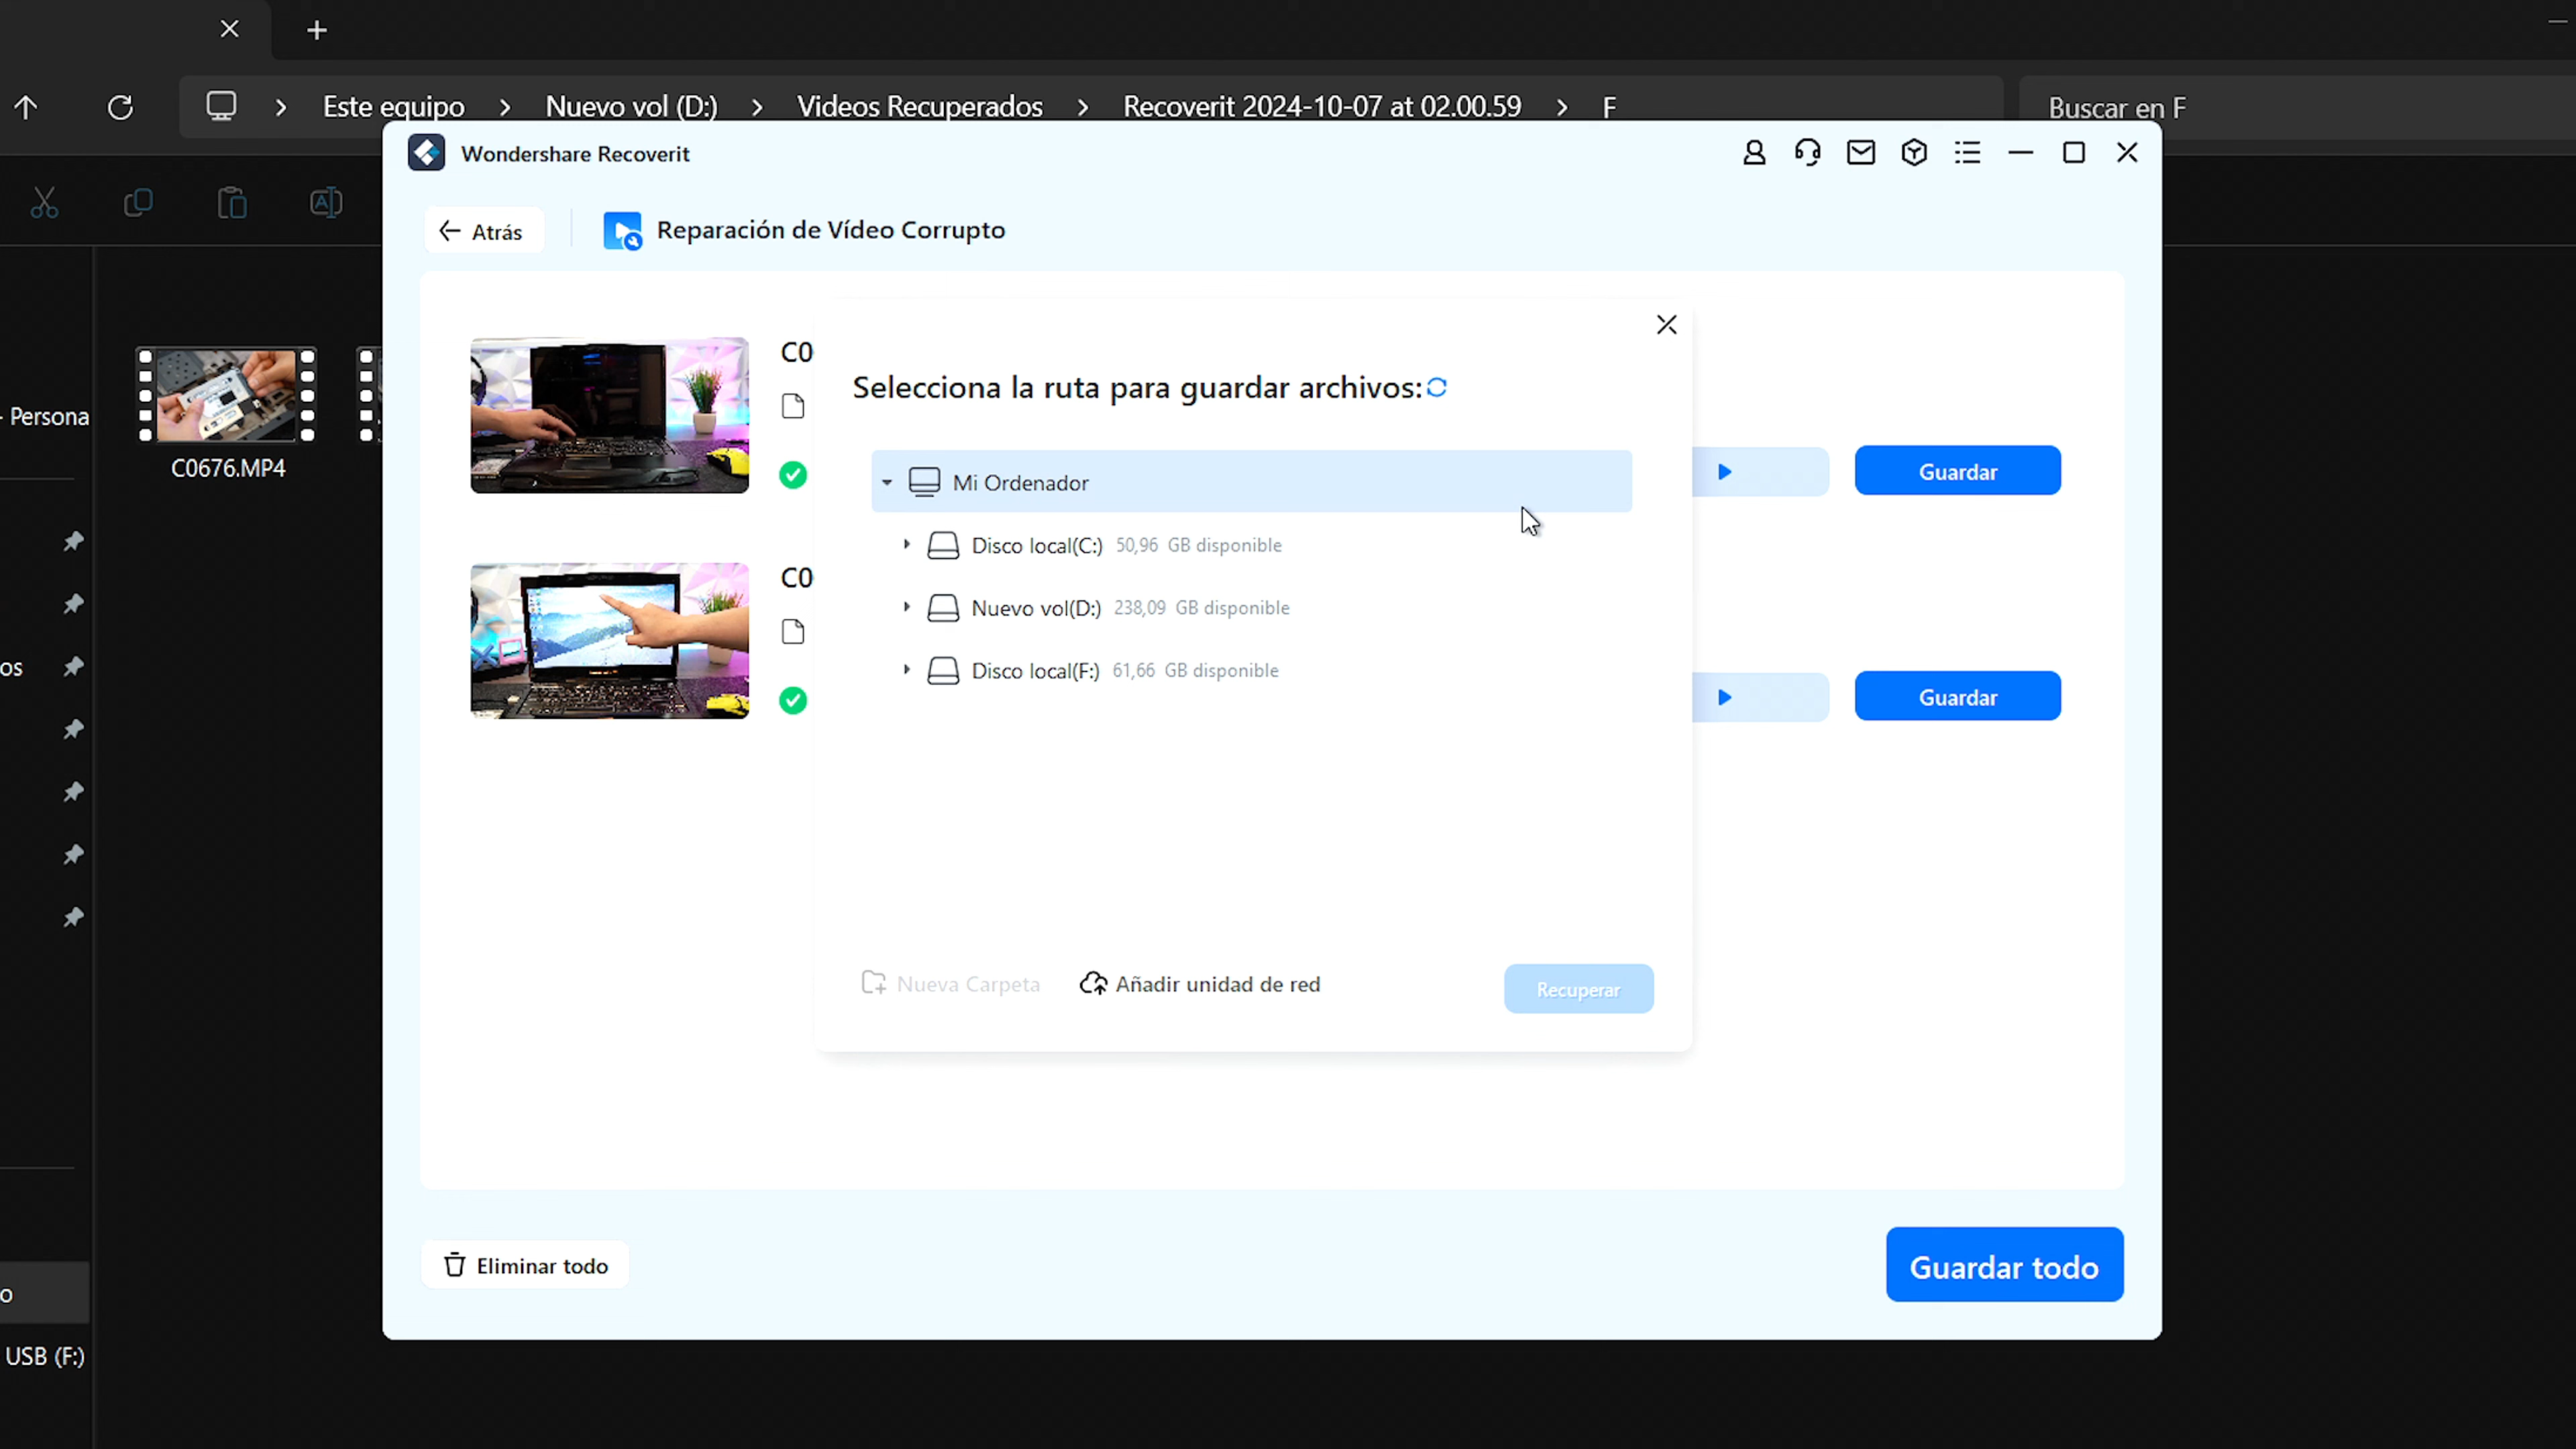 Este equipo > Nuevo vol (D:) > Videos Recuperados > Recoverit 2024-10-07 at 02.00.59 > F
Buscar en F
Wondershare Recoverit
Atrás
Reparación de Vídeo Corrupto
- Persona
C0676.MP4
C0
Selecciona la ruta para guardar archivos:
Mi Ordenador
Guardar
Disco local(C:) 50,96 GB disponible
C0
Nuevo vol(D:) 238,09 GB disponible
os
Disco local(F:) 61,66 GB disponible
Guardar
Nueva Carpeta
Añadir unidad de red
Recuperar
Eliminar todo
Guardar todo
o
USB (F:)